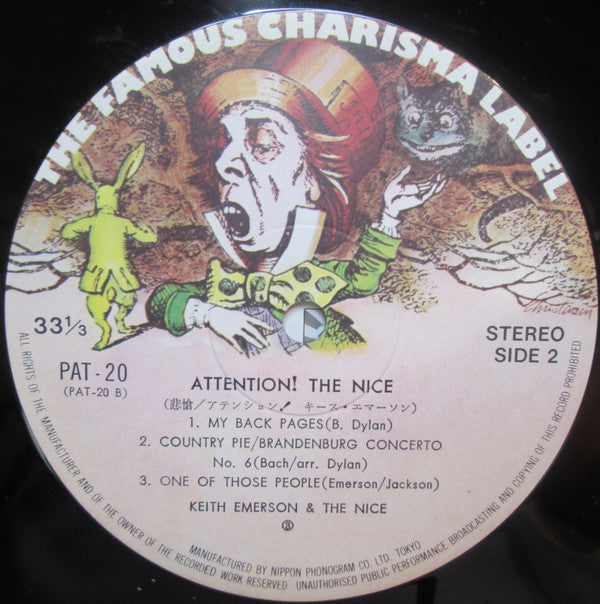 THE FAMOUS CHARISMA LABEL
33 1/3
STEREO
SIDE 2
PAT-20
(PAT-20 B)
ATTENTION! THE NICE
(悲愴/アテンション! キース・エマーソン)
1. MY BACK PAGES(B. Dylan)
2. COUNTRY PIE/BRANDENBURG CONCERTO
No. 6(Bach/arr. Dylan)
3. ONE OF THOSE PEOPLE(Emerson/Jackson)
KEITH EMERSON & THE NICE
MANUFACTURED BY NIPPON PHONOGRAM CO LTD. TOKYO
ALL RIGHTS OF THE MANUFACTURER AND OF THE OWNER OF THE RECORDED WORK RESERVED · UNAUTHORISED PUBLIC PERFORMANCE BROADCASTING AND COPYING OF THIS RECORD PROHIBITED